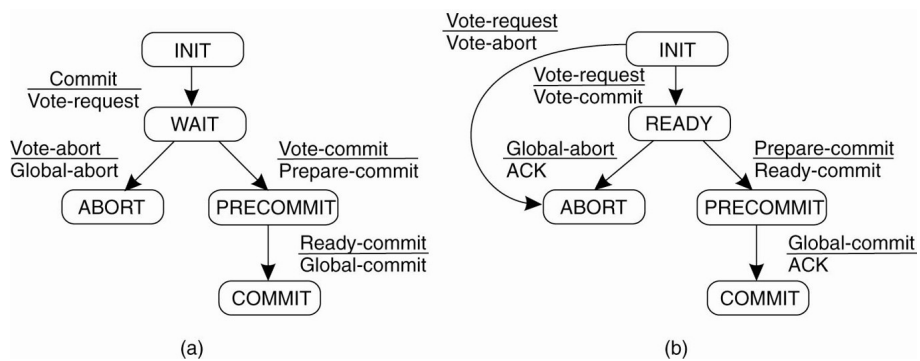 INIT
Commit
Vote-request
WAIT
Vote-abort
Global-abort
Vote-commit
Prepare-commit
ABORT
PRECOMMIT
Ready-commit
Global-commit
COMMIT
(a)
Vote-request
Vote-abort
INIT
Vote-request
Vote-commit
READY
Global-abort
ACK
Prepare-commit
Ready-commit
ABORT
PRECOMMIT
Global-commit
ACK
COMMIT
(b)